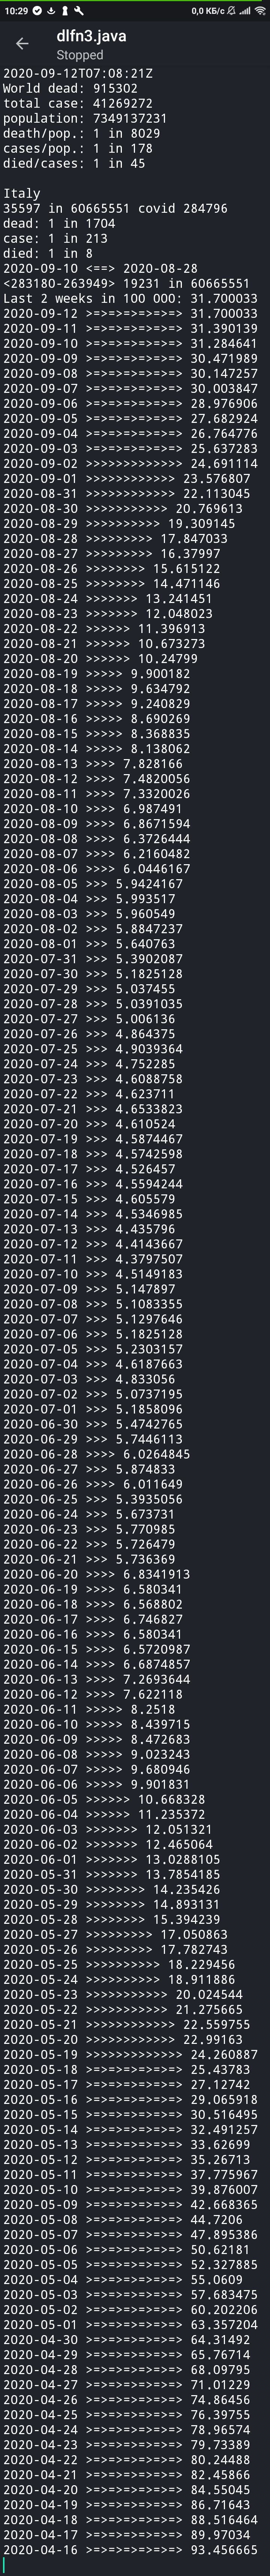 10:29 0,0 КБ/с
dlfn3.java
Stopped
2020-09-12T07:08:21Z
World dead: 915302
total case: 41269272
population: 7349137231
death/pop.: 1 in 8029
cases/pop.: 1 in 178
died/cases: 1 in 45
Italy
35597 in 60665551 covid 284796
dead: 1 in 1704
case: 1 in 213
died: 1 in 8
2020-09-10 <==> 2020-08-28
<283180-263949> 19231 in 60665551
Last 2 weeks in 100 000: 31.700033
2020-09-12 >=>=>=>=>=>=> 31.700033
2020-09-11 >=>=>=>=>=>=> 31.390139
2020-09-10 >=>=>=>=>=>=> 31.284641
2020-09-09 >=>=>=>=>=>=> 30.471989
2020-09-08 >=>=>=>=>=>=> 30.147257
2020-09-07 >=>=>=>=>=>=> 30.003847
2020-09-06 >=>=>=>=>=>=> 28.976906
2020-09-05 >=>=>=>=>=>=> 27.682924
2020-09-04 >=>=>=>=>=>=> 26.764776
2020-09-03 >=>=>=>=>=>=> 25.637283
2020-09-02 >>>>>>>>>>>>> 24.691114
2020-09-01 >>>>>>>>>>>> 23.576807
2020-08-31 >>>>>>>>>>>> 22.113045
2020-08-30 >>>>>>>>>>> 20.769613
2020-08-29 >>>>>>>>>> 19.309145
2020-08-28 >>>>>>>>> 17.847033
2020-08-27 >>>>>>>>> 16.37997
2020-08-26 >>>>>>>> 15.615122
2020-08-25 >>>>>>>> 14.471146
2020-08-24 >>>>>>> 13.241451
2020-08-23 >>>>>>> 12.048023
2020-08-22 >>>>>> 11.396913
2020-08-21 >>>>>> 10.673273
2020-08-20 >>>>>> 10.24799
2020-08-19 >>>>> 9.900182
2020-08-18 >>>>> 9.634792
2020-08-17 >>>>> 9.240829
2020-08-16 >>>>> 8.690269
2020-08-15 >>>>> 8.368835
2020-08-14 >>>>> 8.138062
2020-08-13 >>>> 7.828166
2020-08-12 >>>> 7.4820056
2020-08-11 >>>> 7.3320026
2020-08-10 >>>> 6.987491
2020-08-09 >>>> 6.8671594
2020-08-08 >>>> 6.3726444
2020-08-07 >>>> 6.2160482
2020-08-06 >>>> 6.0446167
2020-08-05 >>> 5.9424167
2020-08-04 >>> 5.993517
2020-08-03 >>> 5.960549
2020-08-02 >>> 5.8847237
2020-08-01 >>> 5.640763
2020-07-31 >>> 5.3902087
2020-07-30 >>> 5.1825128
2020-07-29 >>> 5.037455
2020-07-28 >>> 5.0391035
2020-07-27 >>> 5.006136
2020-07-26 >>> 4.864375
2020-07-25 >>> 4.9039364
2020-07-24 >>> 4.752285
2020-07-23 >>> 4.6088758
2020-07-22 >>> 4.623711
2020-07-21 >>> 4.6533823
2020-07-20 >>> 4.610524
2020-07-19 >>> 4.5874467
2020-07-18 >>> 4.5742598
2020-07-17 >>> 4.526457
2020-07-16 >>> 4.5594244
2020-07-15 >>> 4.605579
2020-07-14 >>> 4.5346985
2020-07-13 >>> 4.435796
2020-07-12 >>> 4.4143667
2020-07-11 >>> 4.3797507
2020-07-10 >>> 4.5149183
2020-07-09 >>> 5.147897
2020-07-08 >>> 5.1083355
2020-07-07 >>> 5.1297646
2020-07-06 >>> 5.1825128
2020-07-05 >>> 5.2303157
2020-07-04 >>> 4.6187663
2020-07-03 >>> 4.833056
2020-07-02 >>> 5.0737195
2020-07-01 >>> 5.1858096
2020-06-30 >>> 5.4742765
2020-06-29 >>> 5.7446113
2020-06-28 >>>> 6.0264845
2020-06-27 >>> 5.874833
2020-06-26 >>>> 6.011649
2020-06-25 >>> 5.3935056
2020-06-24 >>> 5.673731
2020-06-23 >>> 5.770985
2020-06-22 >>> 5.726479
2020-06-21 >>> 5.736369
2020-06-20 >>>> 6.8341913
2020-06-19 >>>> 6.580341
2020-06-18 >>>> 6.568802
2020-06-17 >>>> 6.746827
2020-06-16 >>>> 6.580341
2020-06-15 >>>> 6.5720987
2020-06-14 >>>> 6.6874857
2020-06-13 >>>> 7.2693644
2020-06-12 >>>> 7.622118
2020-06-11 >>>>> 8.2518
2020-06-10 >>>>> 8.439715
2020-06-09 >>>>> 8.472683
2020-06-08 >>>>> 9.023243
2020-06-07 >>>>> 9.680946
2020-06-06 >>>>> 9.901831
2020-06-05 >>>>>> 10.668328
2020-06-04 >>>>>> 11.235372
2020-06-03 >>>>>>> 12.051321
2020-06-02 >>>>>>> 12.465064
2020-06-01 >>>>>>> 13.0288105
2020-05-31 >>>>>>> 13.7854185
2020-05-30 >>>>>>>> 14.235426
2020-05-29 >>>>>>>> 14.893131
2020-05-28 >>>>>>>> 15.394239
2020-05-27 >>>>>>>>> 17.050863
2020-05-26 >>>>>>>>> 17.782743
2020-05-25 >>>>>>>>>> 18.229456
2020-05-24 >>>>>>>>>> 18.911886
2020-05-23 >>>>>>>>>>> 20.024544
2020-05-22 >>>>>>>>>>> 21.275665
2020-05-21 >>>>>>>>>>>> 22.559755
2020-05-20 >>>>>>>>>>>> 22.99163
2020-05-19 >>>>>>>>>>>>> 24.260887
2020-05-18 >=>=>=>=>=>=> 25.43783
2020-05-17 >=>=>=>=>=>=> 27.12742
2020-05-16 >=>=>=>=>=>=> 29.065918
2020-05-15 >=>=>=>=>=>=> 30.516495
2020-05-14 >=>=>=>=>=>=> 32.491257
2020-05-13 >=>=>=>=>=>=> 33.62699
2020-05-12 >=>=>=>=>=>=> 35.26713
2020-05-11 >=>=>=>=>=>=> 37.775967
2020-05-10 >=>=>=>=>=>=> 39.876007
2020-05-09 >=>=>=>=>=>=> 42.668365
2020-05-08 >=>=>=>=>=>=> 44.7206
2020-05-07 >=>=>=>=>=>=> 47.895386
2020-05-06 >=>=>=>=>=>=> 50.62181
2020-05-05 >=>=>=>=>=>=> 52.327885
2020-05-04 >=>=>=>=>=>=> 55.0609
2020-05-03 >=>=>=>=>=>=> 57.683475
2020-05-02 >=>=>=>=>=>=> 60.202206
2020-05-01 >=>=>=>=>=>=> 63.357204
2020-04-30 >=>=>=>=>=>=> 64.31492
2020-04-29 >=>=>=>=>=>=> 65.76714
2020-04-28 >=>=>=>=>=>=> 68.09795
2020-04-27 >=>=>=>=>=>=> 71.01229
2020-04-26 >=>=>=>=>=>=> 74.86456
2020-04-25 >=>=>=>=>=>=> 76.39755
2020-04-24 >=>=>=>=>=>=> 78.96574
2020-04-23 >=>=>=>=>=>=> 79.73389
2020-04-22 >=>=>=>=>=>=> 80.24488
2020-04-21 >=>=>=>=>=>=> 82.45866
2020-04-20 >=>=>=>=>=>=> 84.55045
2020-04-19 >=>=>=>=>=>=> 86.71643
2020-04-18 >=>=>=>=>=>=> 88.516464
2020-04-17 >=>=>=>=>=>=> 89.97034
2020-04-16 >=>=>=>=>=>=> 93.456665